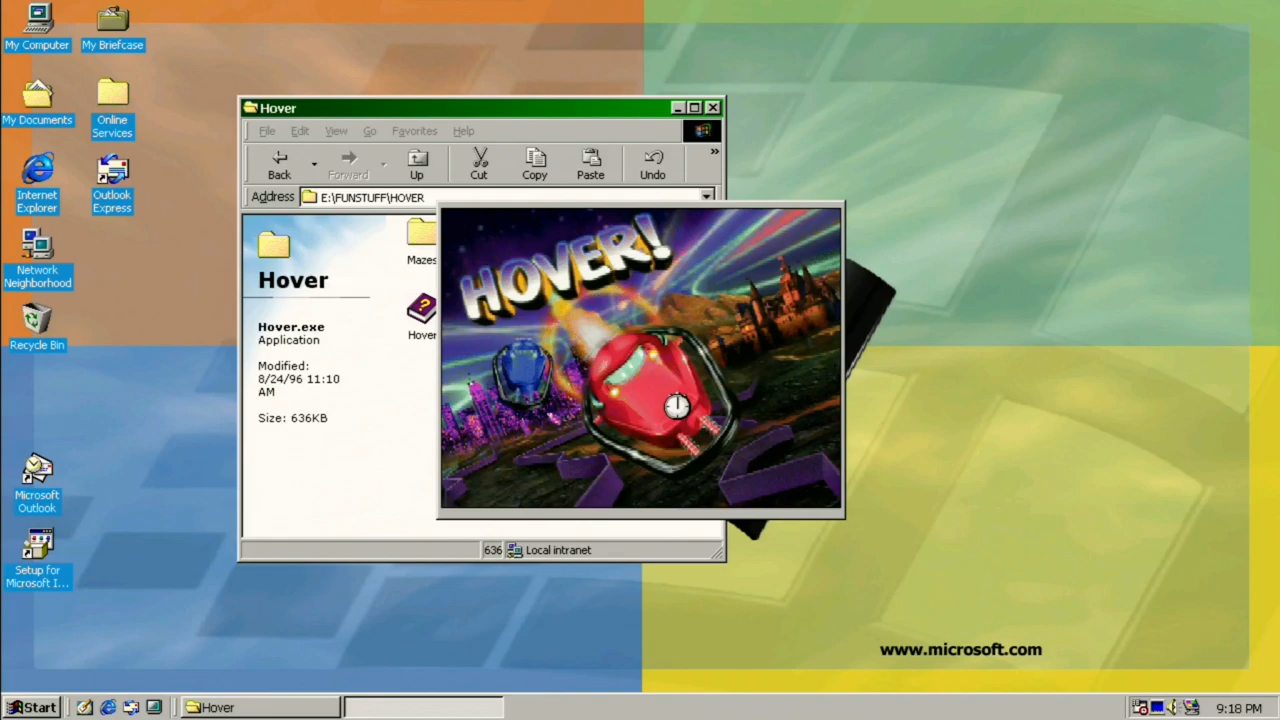 My Computer
My Briefcase
My Documents
Online
Services
Internet
Explorer
Outlook
Express
Network
Neighborhood
Recycle Bin
Microsoft
Outlook
Setup for
Microsoft I...
Hover
File Edit View Go Favorites Help
Back Forward Up Cut Copy Paste Undo »
Address E:\FUNSTUFF\HOVER
Hover
Hover.exe
Application
Modified:
8/24/96 11:10
AM
Size: 636KB
Mazes
Hover
HOVER!
636 Local intranet
www.microsoft.com
Start Hover 9:18 PM